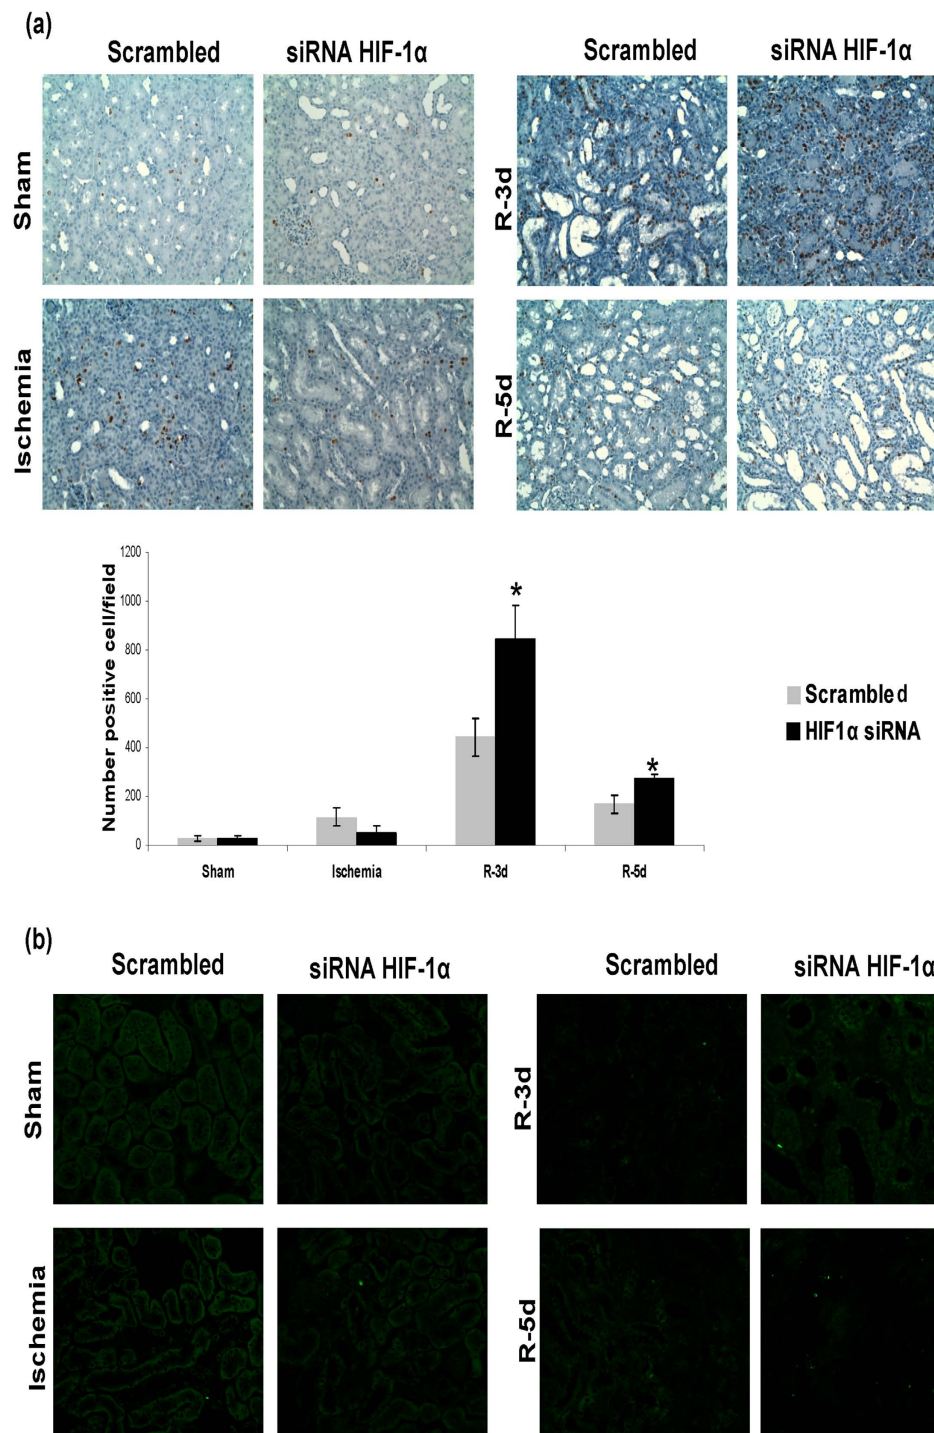 (a)
Scrambled
siRNA HIF-1α
Scrambled
siRNA HIF-1α
Sham
R-3d
Ischemia
R-5d
Number positive cell/field
1200
1000
800
600
400
200
0
*
*
Sham
Ischemia
R-3d
R-5d
Scrambled
HIF1α siRNA
(b)
Scrambled
siRNA HIF-1α
Scrambled
siRNA HIF-1α
Sham
R-3d
Ischemia
R-5d